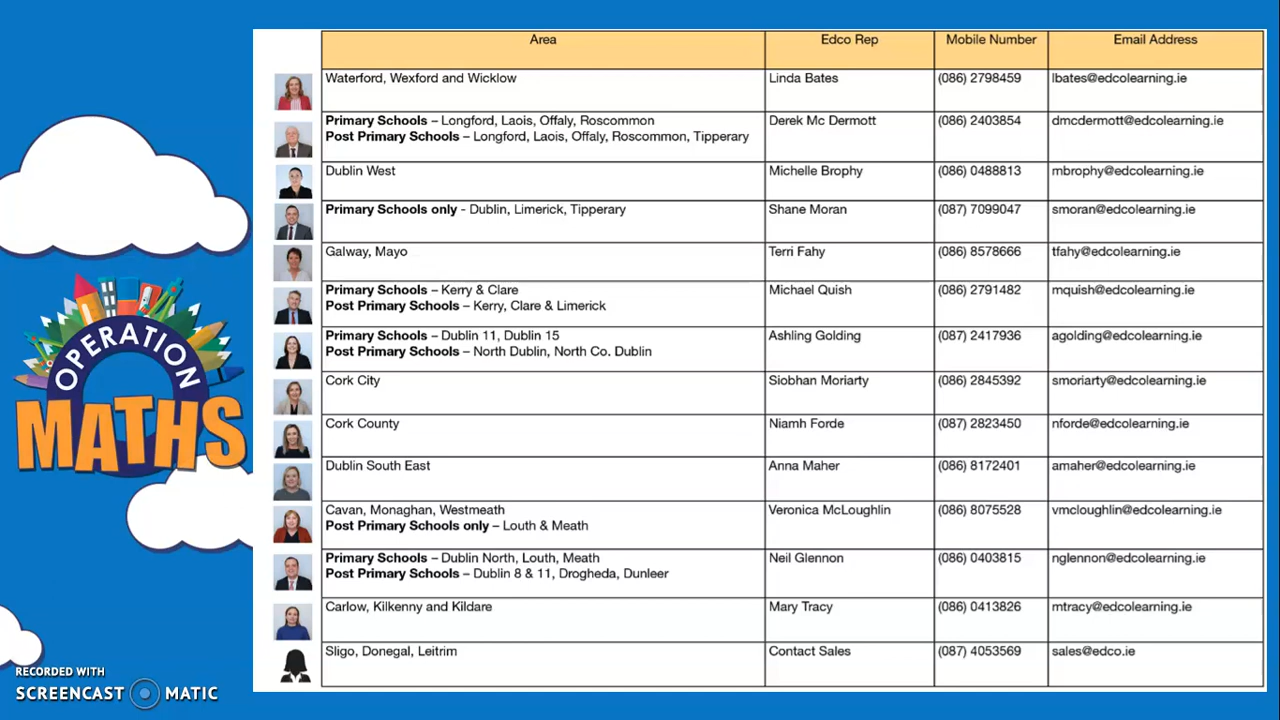 Area Edco Rep Mobile Number Email Address
Waterford, Wexford and Wicklow Linda Bates (086) 2798459 lbates@edcolearning.ie
Primary Schools – Longford, Laois, Offaly, Roscommon Derek Mc Dermott (086) 2403854 dmcdermott@edcolearning.ie
Post Primary Schools – Longford, Laois, Offaly, Roscommon, Tipperary
Dublin West Michelle Brophy (086) 0488813 mbrophy@edcolearning.ie
Primary Schools only - Dublin, Limerick, Tipperary Shane Moran (087) 7099047 smoran@edcolearning.ie
Galway, Mayo Terri Fahy (086) 8578666 tfahy@edcolearning.ie
Primary Schools – Kerry & Clare Michael Quish (086) 2791482 mquish@edcolearning.ie
Post Primary Schools – Kerry, Clare & Limerick
Primary Schools – Dublin 11, Dublin 15 Ashling Golding (087) 2417936 agolding@edcolearning.ie
Post Primary Schools – North Dublin, North Co. Dublin
Cork City Siobhan Moriarty (086) 2845392 smoriarty@edcolearning.ie
Cork County Niamh Forde (087) 2823450 nforde@edcolearning.ie
Dublin South East Anna Maher (086) 8172401 amaher@edcolearning.ie
Cavan, Monaghan, Westmeath Veronica McLoughlin (086) 8075528 vmcloughlin@edcolearning.ie
Post Primary Schools only – Louth & Meath
Primary Schools – Dublin North, Louth, Meath Neil Glennon (086) 0403815 nglennon@edcolearning.ie
Post Primary Schools – Dublin 8 & 11, Drogheda, Dunleer
Carlow, Kilkenny and Kildare Mary Tracy (086) 0413826 mtracy@edcolearning.ie
Sligo, Donegal, Leitrim Contact Sales (087) 4053569 sales@edco.ie
OPERATION
MATHS
RECORDED WITH
SCREENCAST MATIC